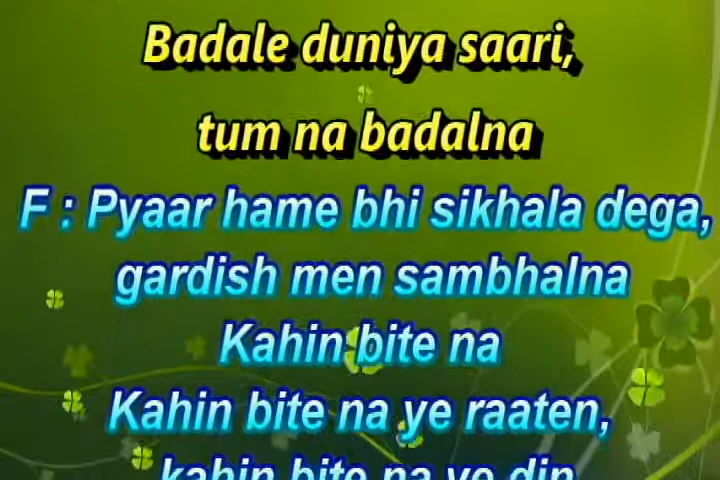 Badale duniya saari,
tum na badalna
F : Pyaar hame bhi sikhala dega,
gardish men sambhalna
Kahin bite na
Kahin bite na ye raaten,
kahin bite na ye din